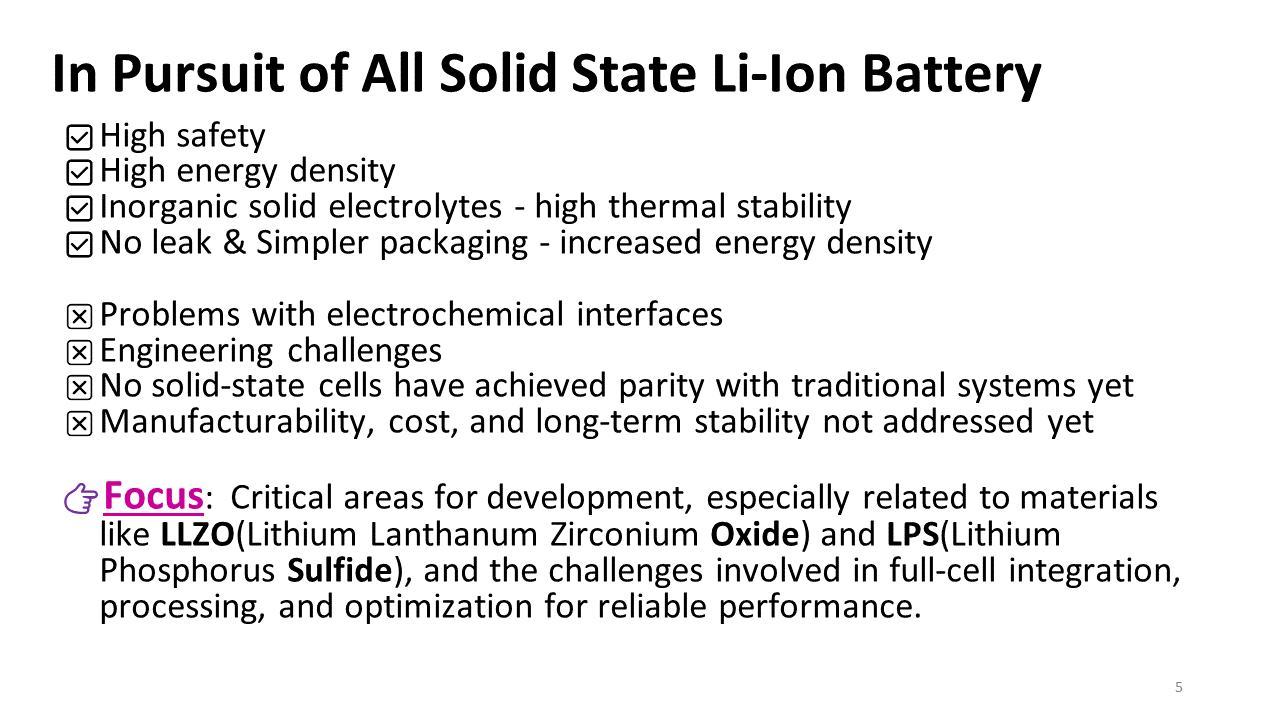 In Pursuit of All Solid State Li-Ion Battery
☑ High safety
☑ High energy density
☑ Inorganic solid electrolytes - high thermal stability
☑ No leak & Simpler packaging - increased energy density
☒ Problems with electrochemical interfaces
☒ Engineering challenges
☒ No solid-state cells have achieved parity with traditional systems yet
☒ Manufacturability, cost, and long-term stability not addressed yet
☞ Focus: Critical areas for development, especially related to materials
like LLZO(Lithium Lanthanum Zirconium Oxide) and LPS(Lithium
Phosphorus Sulfide), and the challenges involved in full-cell integration,
processing, and optimization for reliable performance.
5